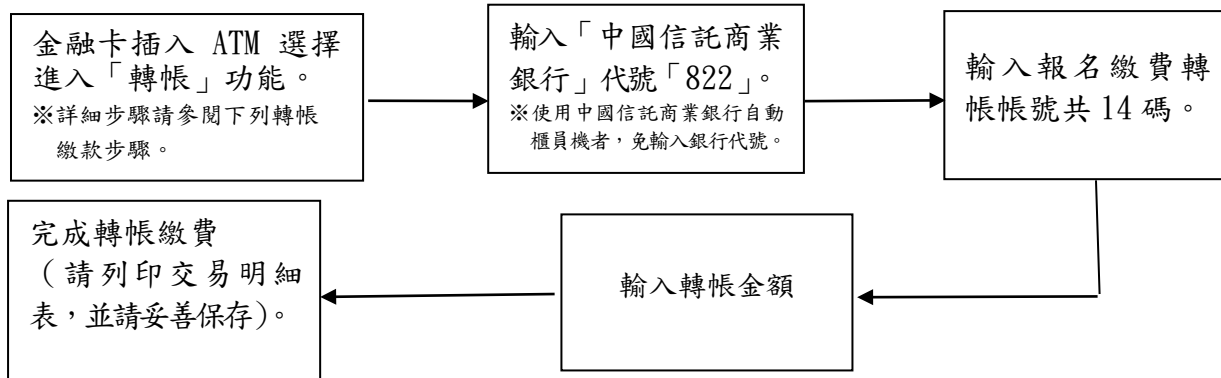 金融卡插入 ATM 選擇
進入「轉帳」功能。
※詳細步驟請參閱下列轉帳
繳款步驟。
輸入「中國信託商業
銀行」代號「822」。
※使用中國信託商業銀行自動
櫃員機者，免輸入銀行代號。
輸入報名繳費轉
帳帳號共 14 碼。
輸入轉帳金額
完成轉帳繳費
（請列印交易明細
表，並請妥善保存）。